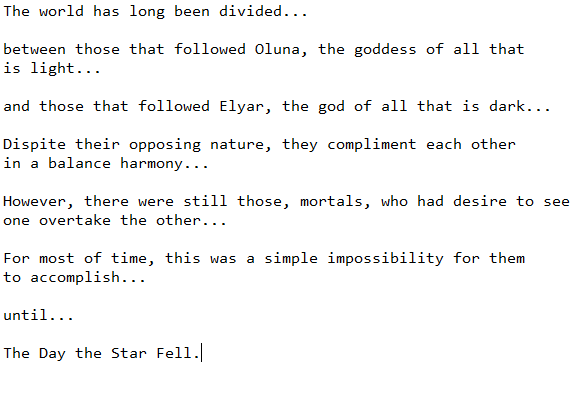 The world has long been divided...
between those that followed Oluna, the goddess of all that
is light...
and those that followed Elyar, the god of all that is dark...
Dispite their opposing nature, they compliment each other
in a balance harmony...
However, there were still those, mortals, who had desire to see
one overtake the other...
For most of time, this was a simple impossibility for them
to accomplish...
until...
The Day the Star Fell.